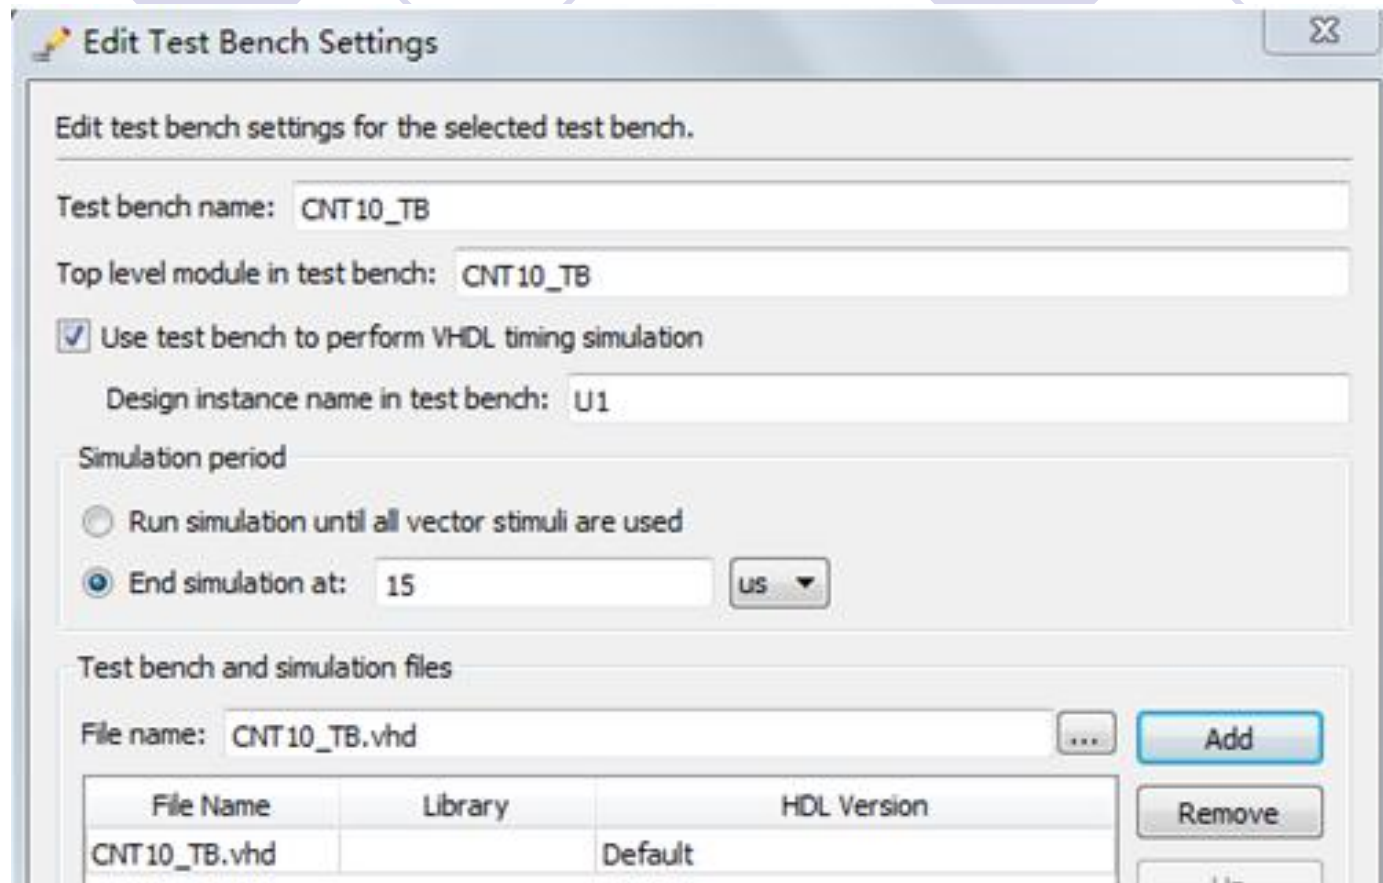 Edit Test Bench Settings
Edit test bench settings for the selected test bench.
Test bench name: CNT10_TB
Top level module in test bench: CNT10_TB
Use test bench to perform VHDL timing simulation
Design instance name in test bench: U1
Simulation period
Run simulation until all vector stimuli are used
End simulation at: 15 us
Test bench and simulation files
File name: CNT10_TB.vhd ... Add
File Name Library HDL Version Remove
CNT10_TB.vhd Default